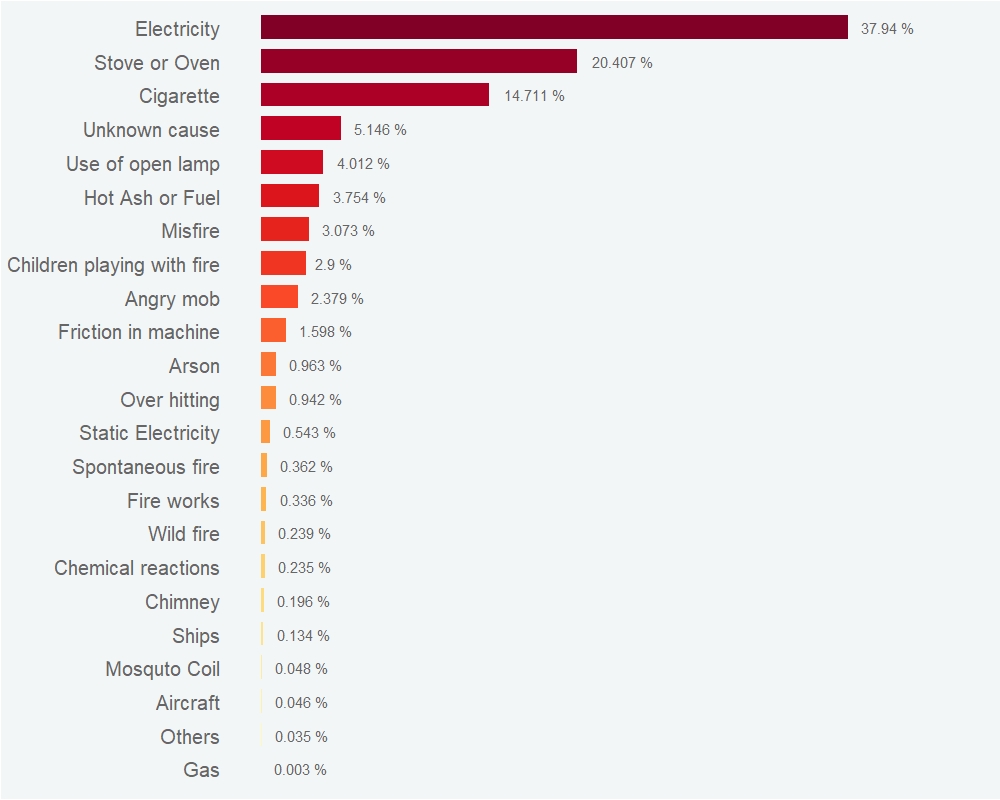 Electricity 37.94 %
Stove or Oven 20.407 %
Cigarette 14.711 %
Unknown cause 5.146 %
Use of open lamp 4.012 %
Hot Ash or Fuel 3.754 %
Misfire 3.073 %
Children playing with fire 2.9 %
Angry mob 2.379 %
Friction in machine 1.598 %
Arson 0.963 %
Over hitting 0.942 %
Static Electricity 0.543 %
Spontaneous fire 0.362 %
Fire works 0.336 %
Wild fire 0.239 %
Chemical reactions 0.235 %
Chimney 0.196 %
Ships 0.134 %
Mosquto Coil 0.048 %
Aircraft 0.046 %
Others 0.035 %
Gas 0.003 %